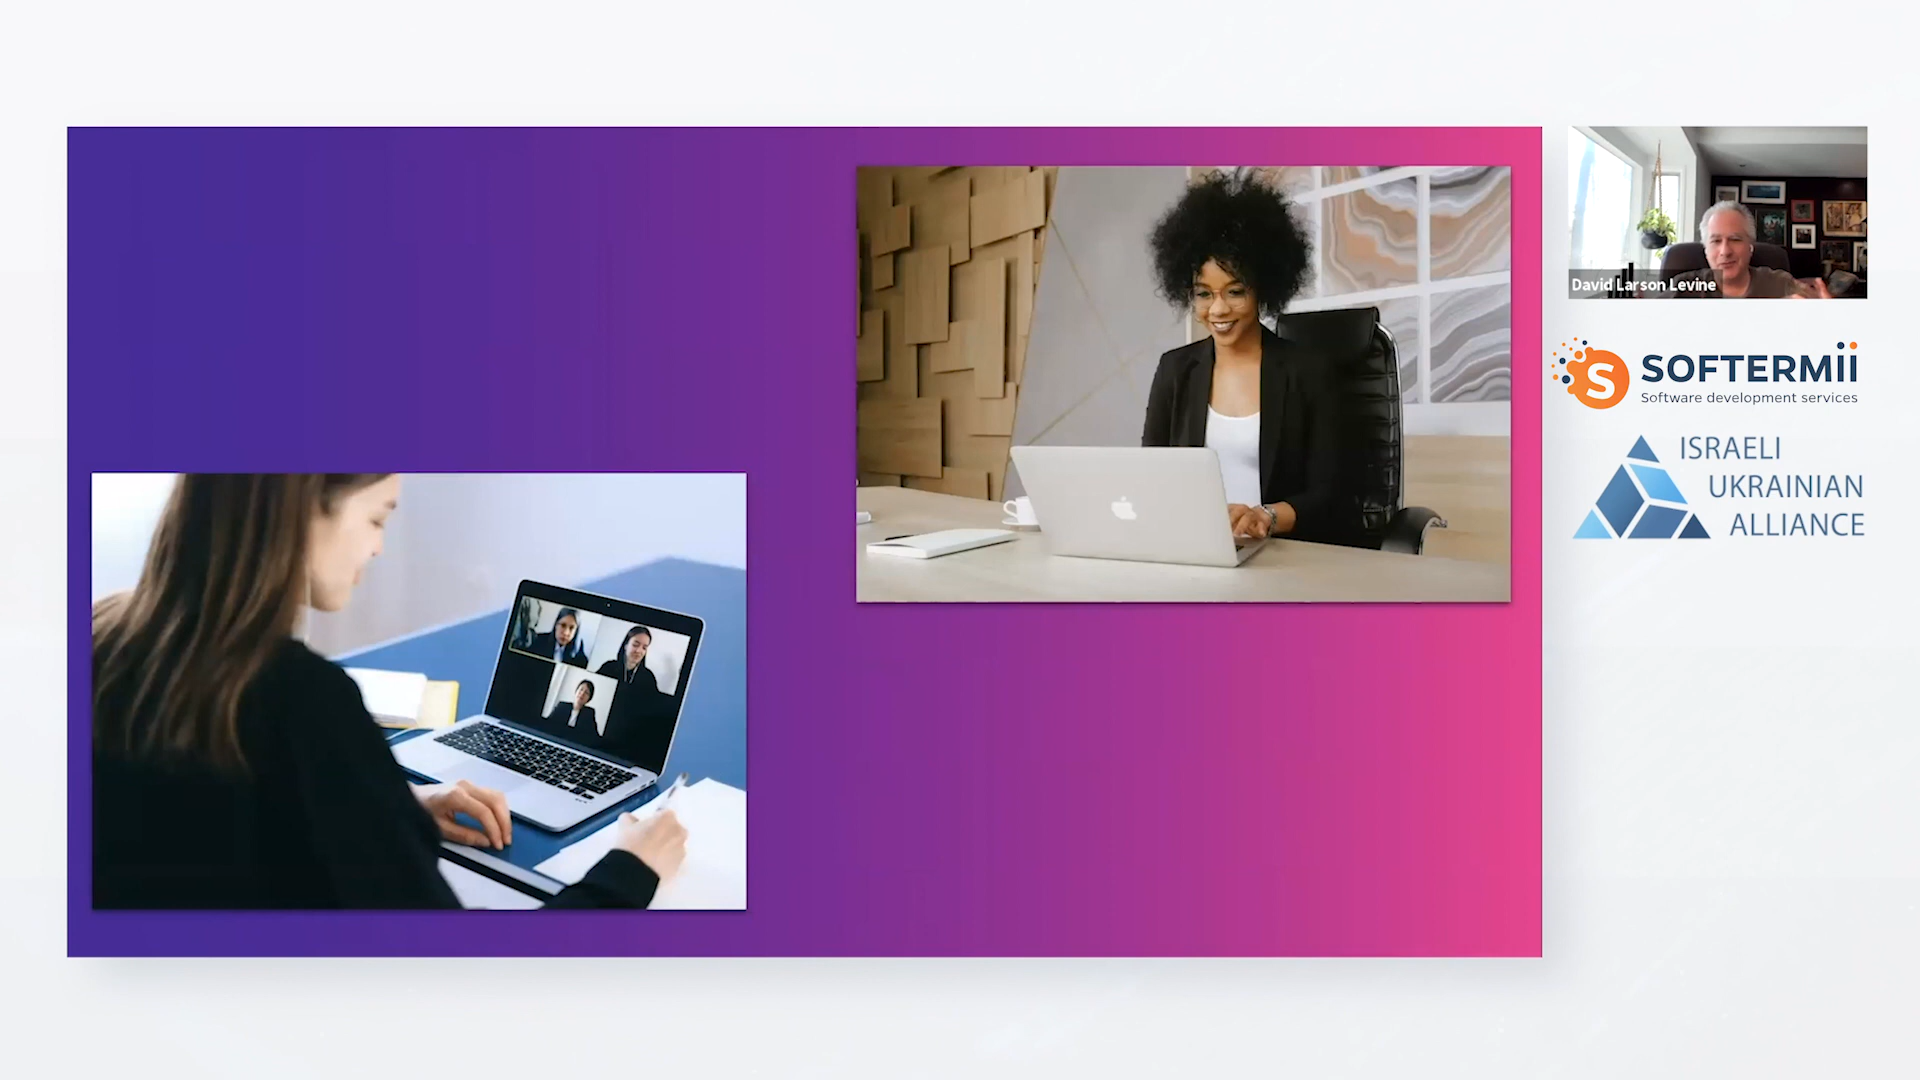 David Larson Levine
SOFTERMII
Software development services
ISRAELI
UKRAINIAN
ALLIANCE